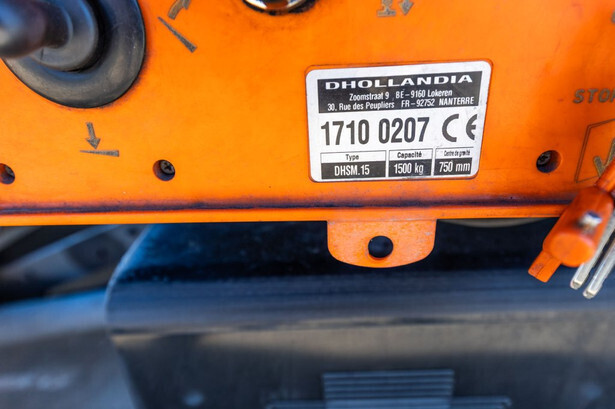 DHOLLANDIA
Zoomstraat 9 BE-9160 Lokeren
30, Rue des Peupliers FR-92752 NANTERRE
1710 0207 CE
Type Capacité Centre de gravité
DHSM.15 1500 kg 750 mm